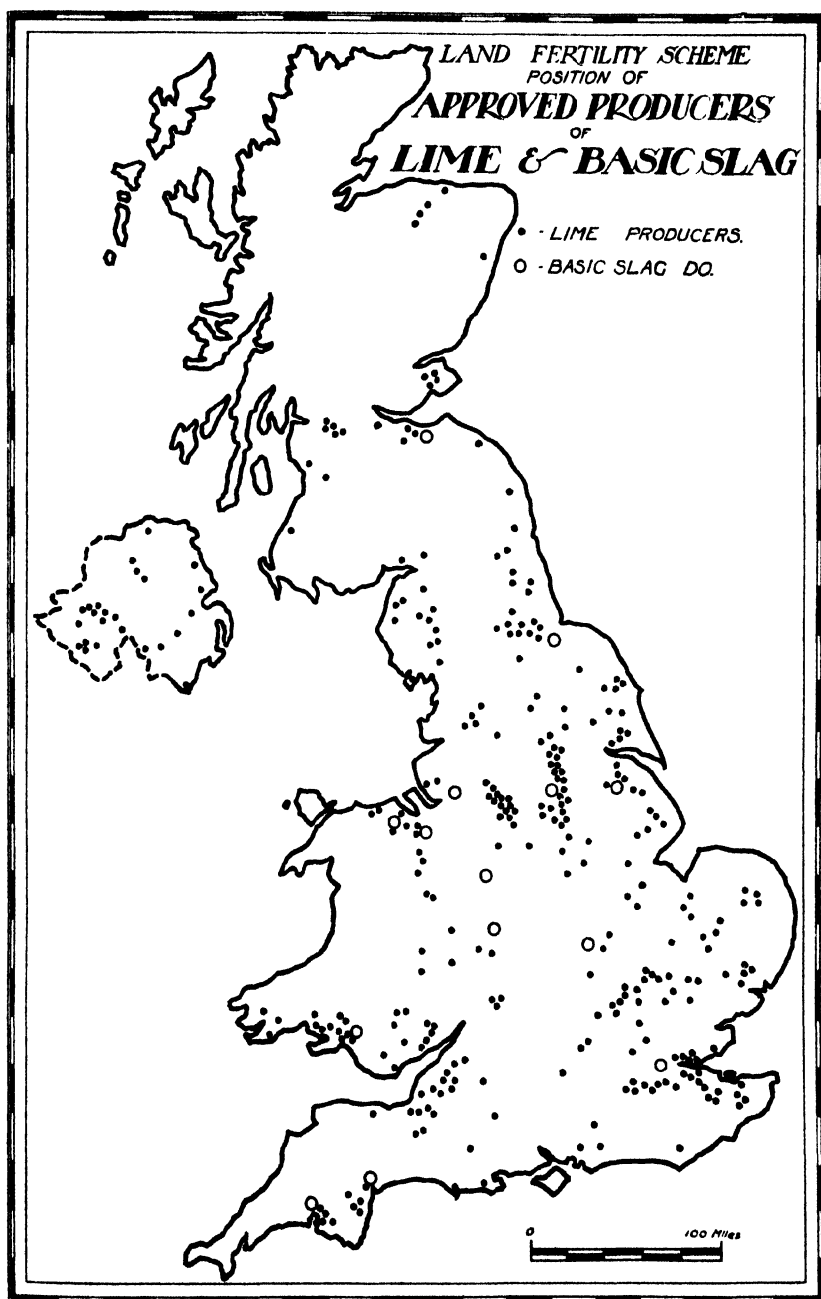 LAND FERTILITY SCHEME
POSITION OF
APPROVED PRODUCERS
OF
LIME & BASIC SLAG
• - LIME PRODUCERS.
O - BASIC SLAG DO.
0 100 Miles